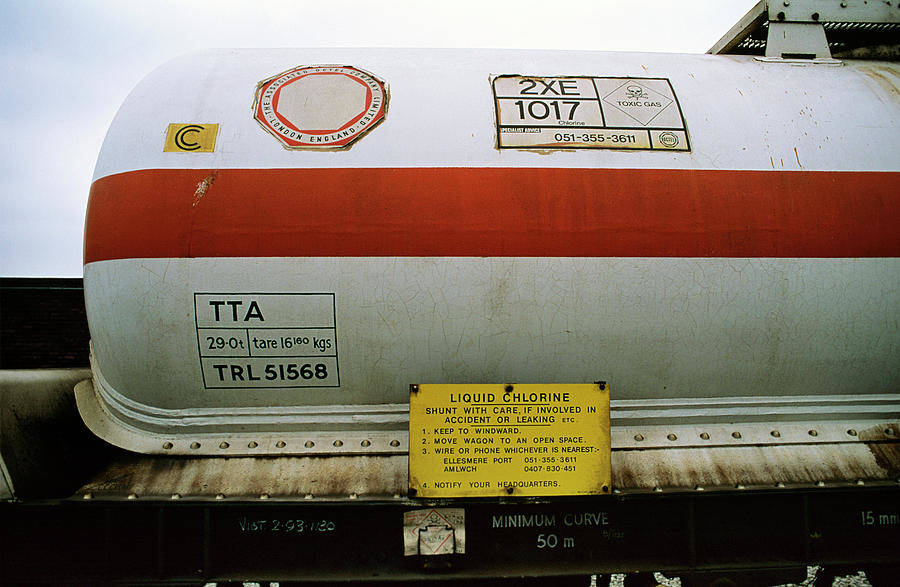 THE ASSOCIATED OCTEL COMPANY LIMITED
LONDON ENGLAND
C
2XE
1017
Chlorine
TOXIC GAS
SPECIALIST ADVICE
051-355-3611
TTA
29·0t tare 16160 kgs
TRL 51568
LIQUID CHLORINE
SHUNT WITH CARE, IF INVOLVED IN
ACCIDENT OR LEAKING ETC.
1. KEEP TO WINDWARD.
2. MOVE WAGON TO AN OPEN SPACE.
3. WIRE OR PHONE WHICHEVER IS NEAREST:-
ELLESMERE PORT 051-355-3611
AMLWCH 0407-830-451
4. NOTIFY YOUR HEADQUARTERS.
MINIMUM CURVE
50 m
15 mm